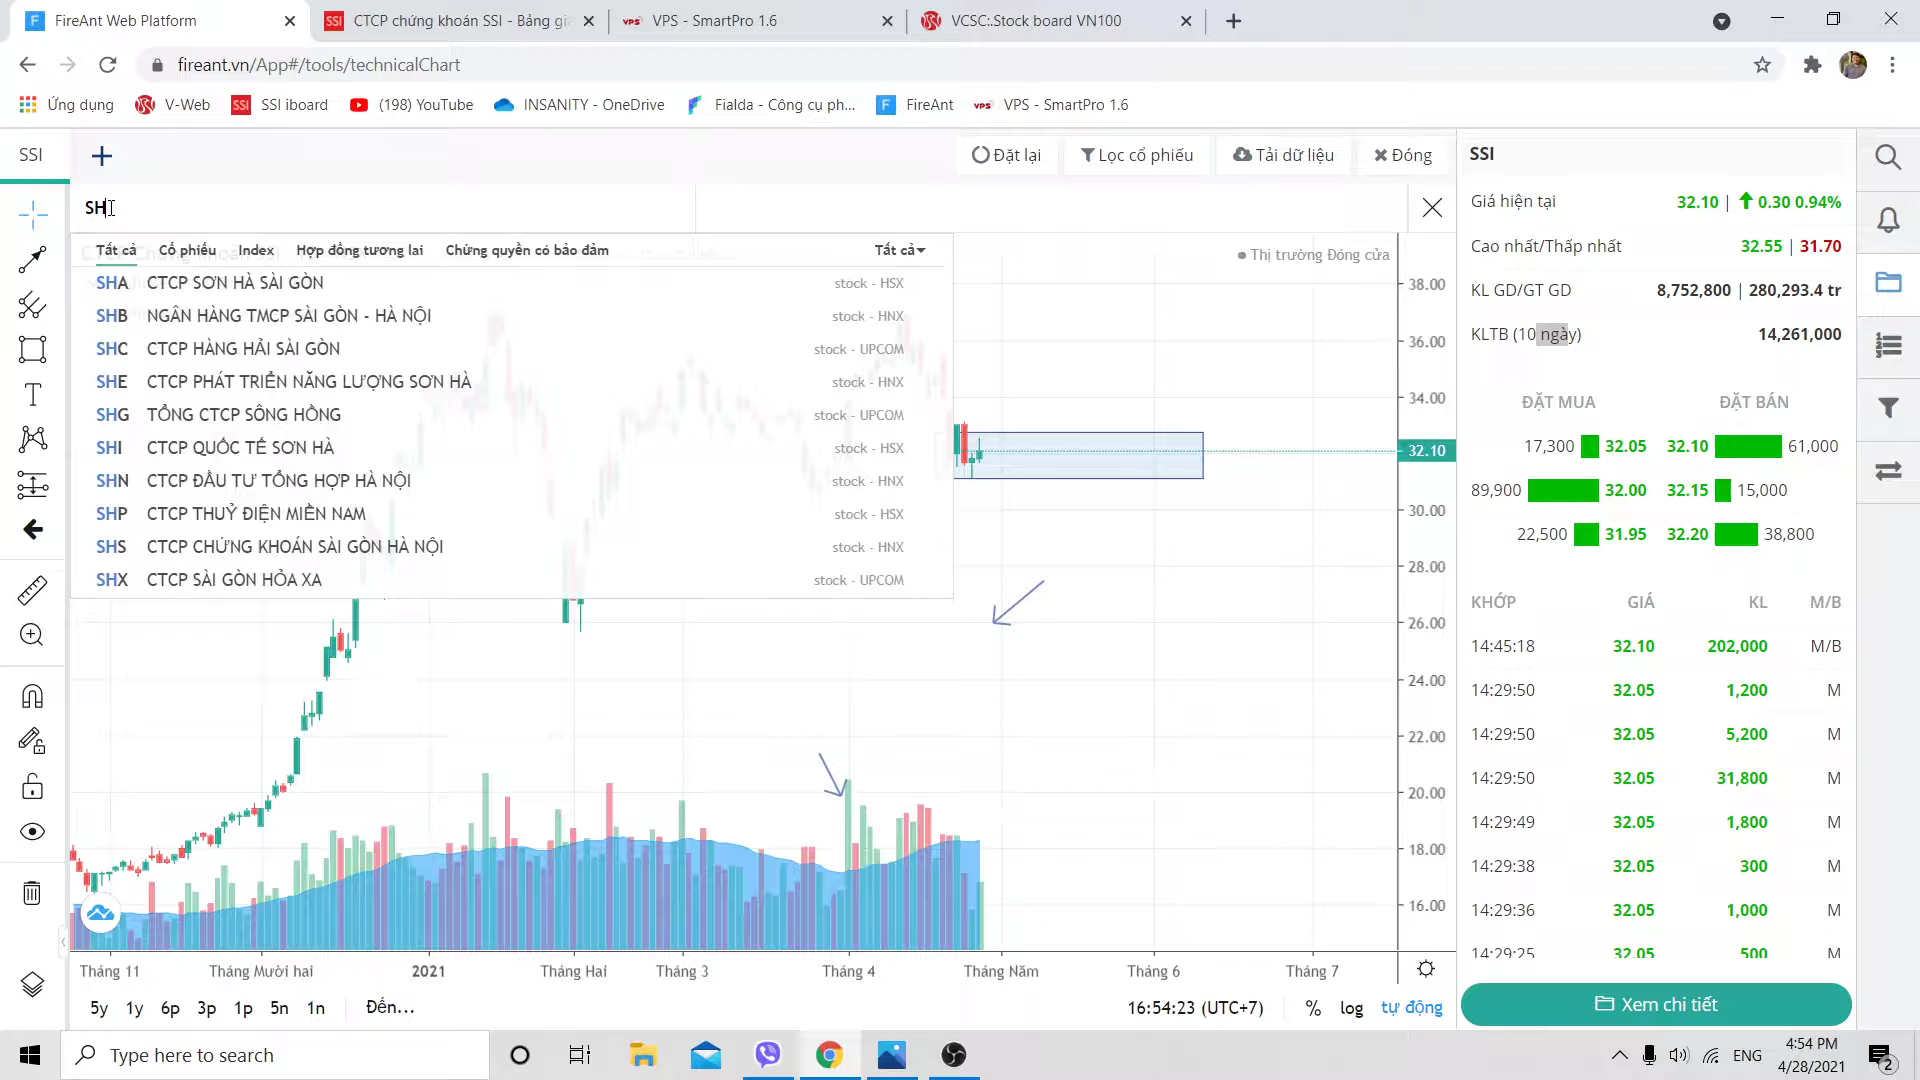 FireAnt Web Platform
CTCP chứng khoán SSI - Bảng gi
VPS - SmartPro 1.6
VCSC:.Stock board VN100
fireant.vn/App#/tools/technicalChart
Ứng dụng
V-Web
SSI iboard
(198) YouTube
INSANITY - OneDrive
Fialda - Công cụ ph...
FireAnt
VPS - SmartPro 1.6
SSI
Đặt lại
Lọc cổ phiếu
Tải dữ liệu
Đóng
SH
Tất cả Cổ phiếu Index Hợp đồng tương lai Chứng quyền có bảo đảm Tất cả
SHA CTCP SƠN HÀ SÀI GÒN stock - HSX
SHB NGÂN HÀNG TMCP SÀI GÒN - HÀ NỘI stock - HNX
SHC CTCP HÀNG HẢI SÀI GÒN stock - UPCOM
SHE CTCP PHÁT TRIỂN NĂNG LƯỢNG SƠN HÀ stock - HNX
SHG TỔNG CTCP SÔNG HỒNG stock - UPCOM
SHI CTCP QUỐC TẾ SƠN HÀ stock - HSX
SHN CTCP ĐẦU TƯ TỔNG HỢP HÀ NỘI stock - HNX
SHP CTCP THUỶ ĐIỆN MIỀN NAM stock - HSX
SHS CTCP CHỨNG KHOÁN SÀI GÒN HÀ NỘI stock - HNX
SHX CTCP SÀI GÒN HỎA XA stock - UPCOM
Thị trường Đóng cửa
38.00
36.00
34.00
32.10
30.00
28.00
26.00
24.00
22.00
20.00
18.00
16.00
Tháng 11 Tháng Mười hai 2021 Tháng Hai Tháng 3 Tháng 4 Tháng Năm Tháng 6 Tháng 7
5y 1y 6p 3p 1p 5n 1n Đến... 16:54:23 (UTC+7) % log tự động
SSI
Giá hiện tại 32.10 | 0.30 0.94%
Cao nhất/Thấp nhất 32.55 | 31.70
KL GD/GT GD 8,752,800 | 280,293.4 tr
KLTB (10 ngày) 14,261,000
ĐẶT MUA ĐẶT BÁN
17,300 32.05 32.10 61,000
89,900 32.00 32.15 15,000
22,500 31.95 32.20 38,800
KHỚP GIÁ KL M/B
14:45:18 32.10 202,000 M/B
14:29:50 32.05 1,200 M
14:29:50 32.05 5,200 M
14:29:50 32.05 31,800 M
14:29:49 32.05 1,800 M
14:29:38 32.05 300 M
14:29:36 32.05 1,000 M
14:29:25 32.05 500 M
Xem chi tiết
Type here to search
ENG
4:54 PM
4/28/2021
2